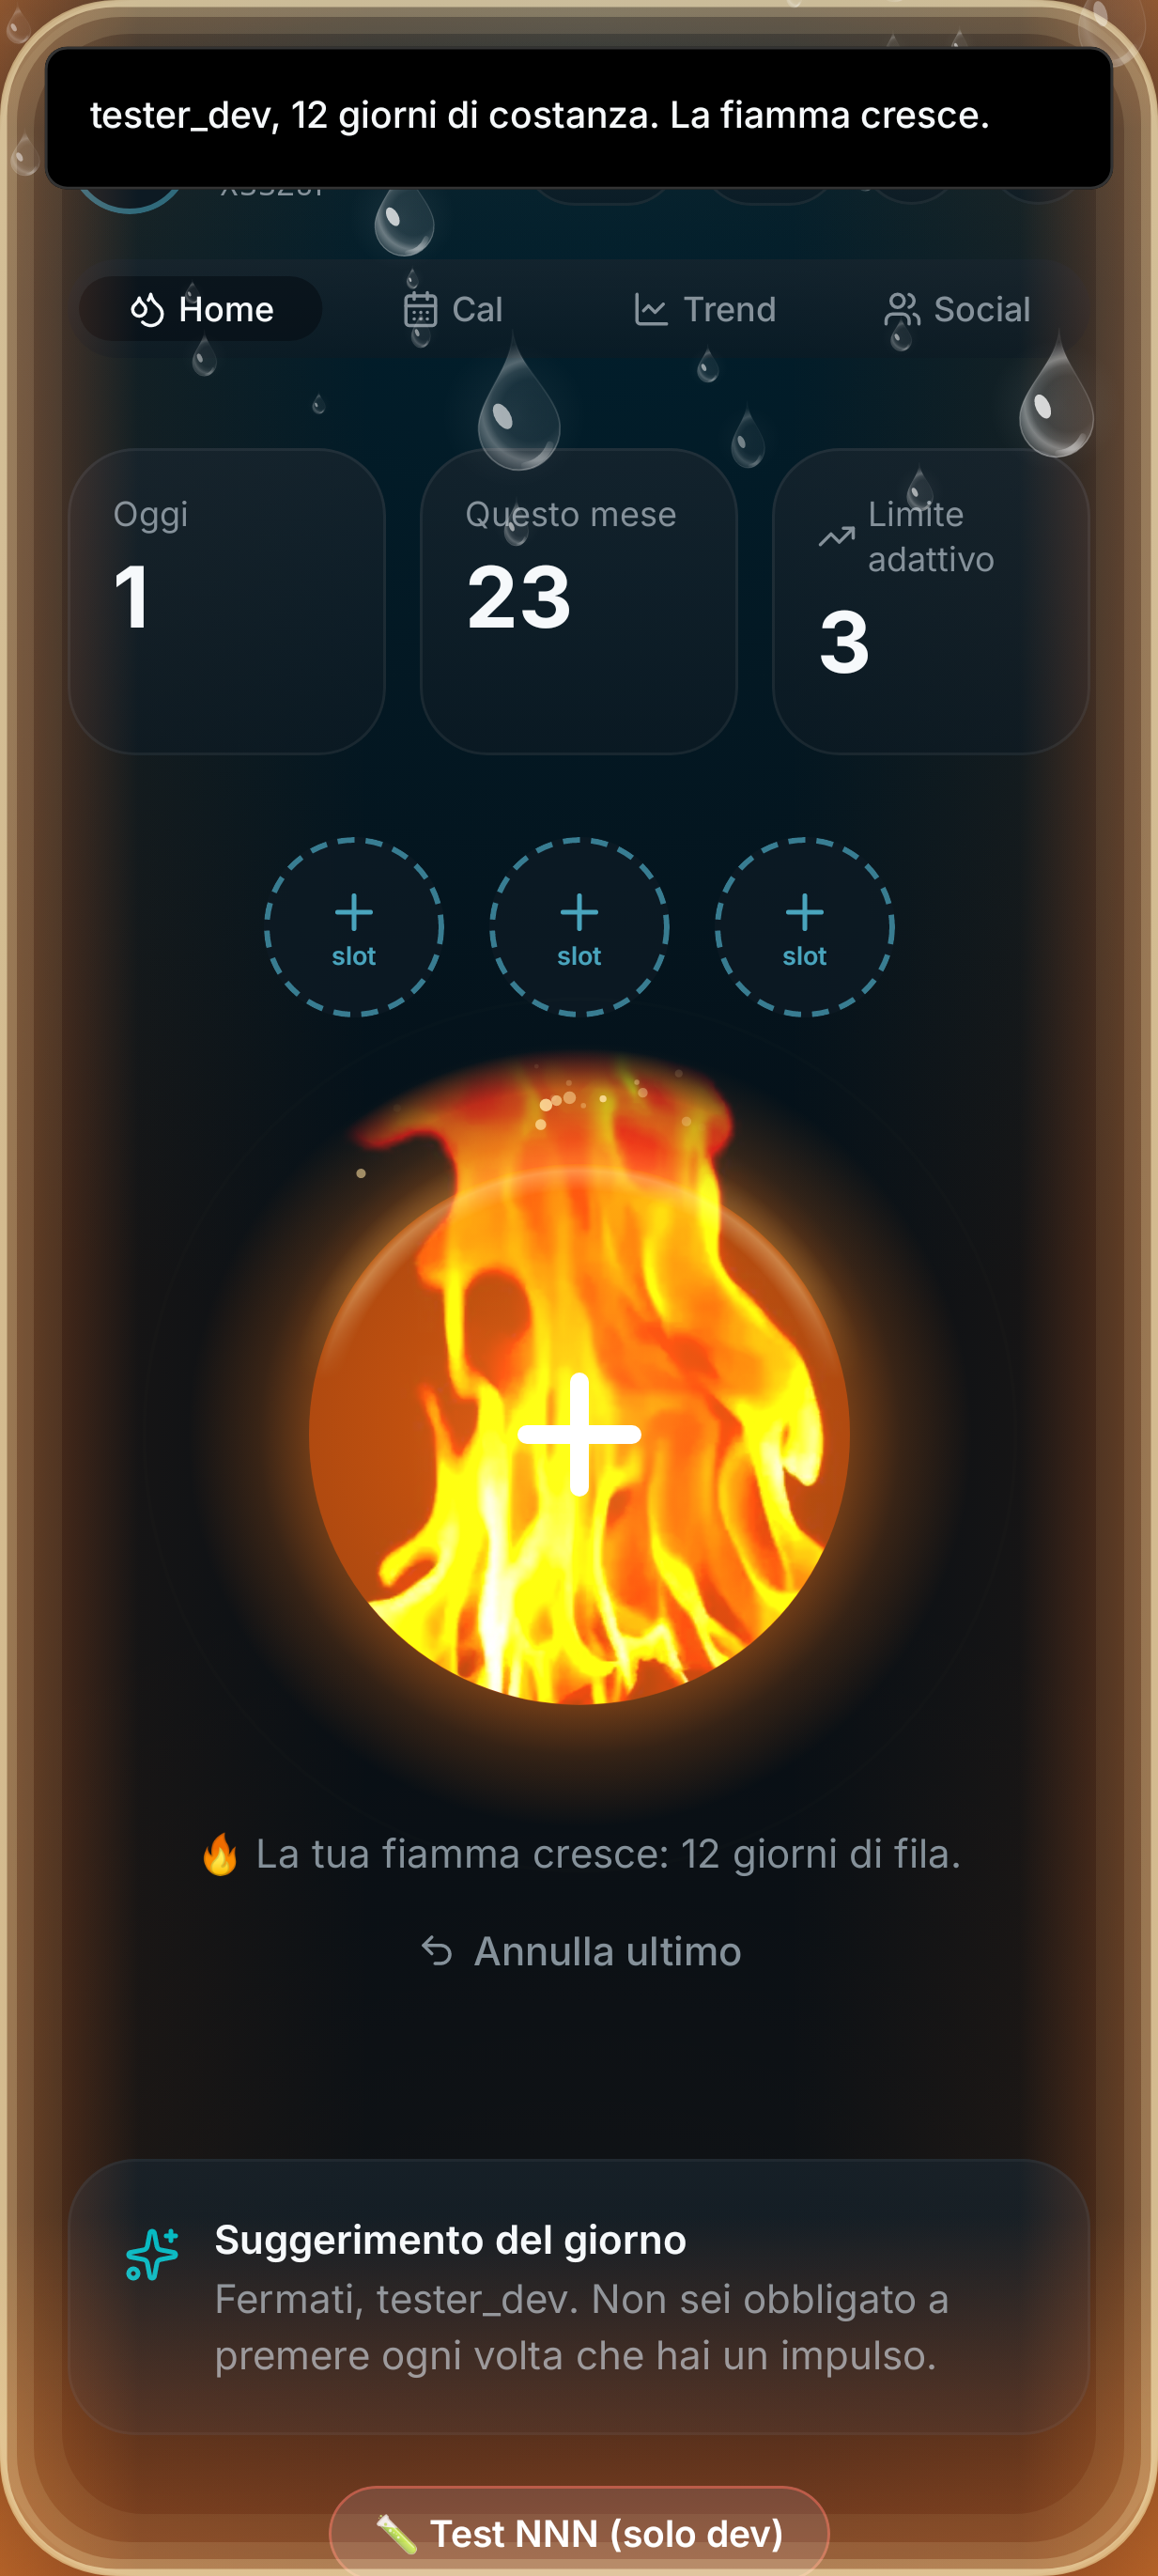 tester_dev, 12 giorni di costanza. La fiamma cresce.
Home
Cal
Trend
Social
Oggi
1
Questo mese
23
Limite
adattivo
3
slot
slot
slot
🔥 La tua fiamma cresce: 12 giorni di fila.
Annulla ultimo
Suggerimento del giorno
Fermati, tester_dev. Non sei obbligato a
premere ogni volta che hai un impulso.
🧪 Test NNN (solo dev)